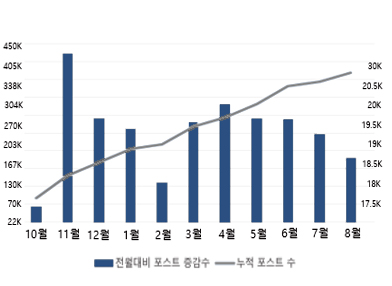 450K
405K
338K
304K
270K
203K
167K
130K
70K
22K
30K
20.5K
20K
19.5K
19K
18.5K
18K
17.5K
10월 11월 12월 1월 2월 3월 4월 5월 6월 7월 8월
전월대비 포스트 증감수 누적 포스트 수